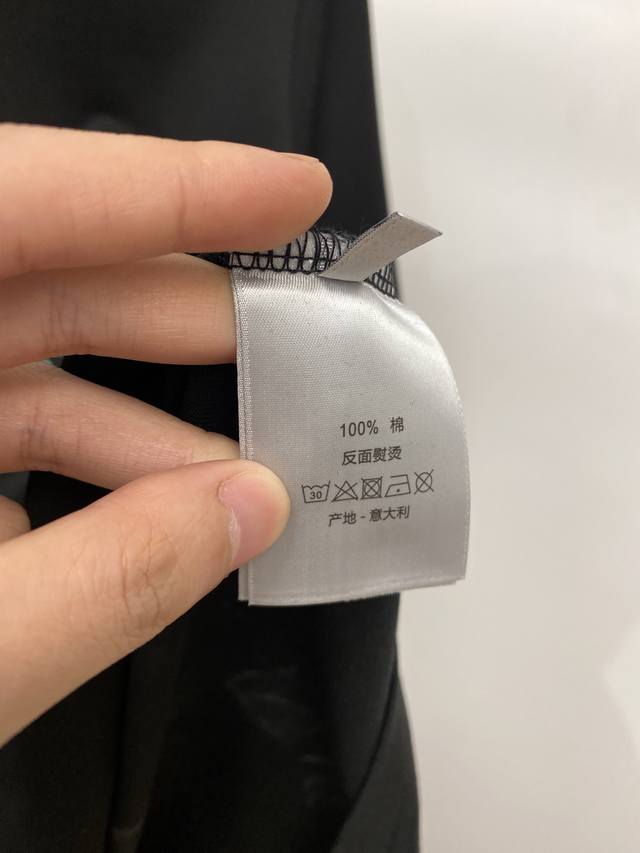 100% 棉
反面熨烫
30
产地 - 意大利